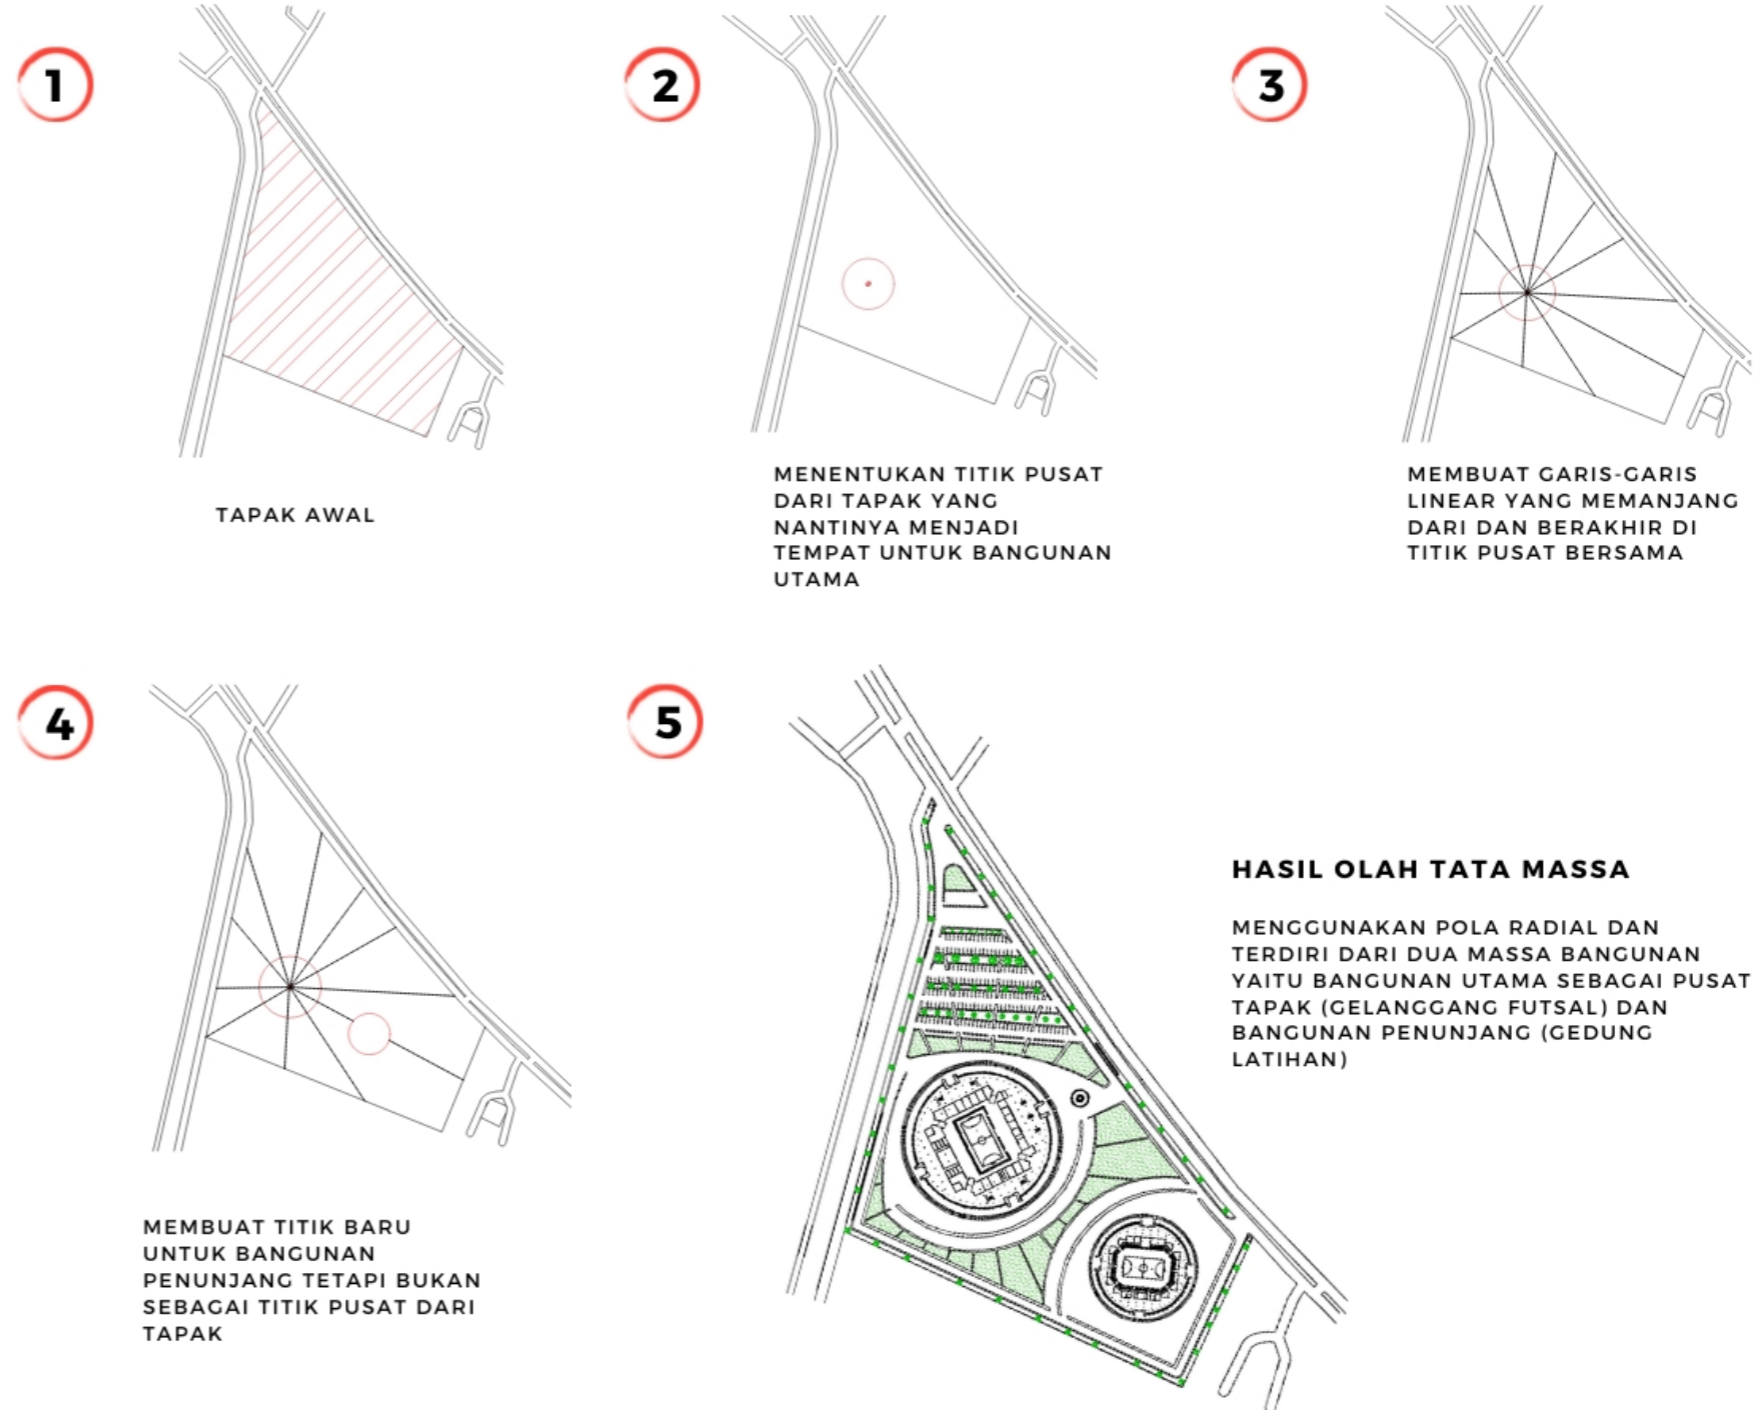 1
TAPAK AWAL
2
MENENTUKAN TITIK PUSAT
DARI TAPAK YANG
NANTINYA MENJADI
TEMPAT UNTUK BANGUNAN
UTAMA
3
MEMBUAT GARIS-GARIS
LINEAR YANG MEMANJANG
DARI DAN BERAKHIR DI
TITIK PUSAT BERSAMA
4
MEMBUAT TITIK BARU
UNTUK BANGUNAN
PENUNJANG TETAPI BUKAN
SEBAGAI TITIK PUSAT DARI
TAPAK
5
HASIL OLAH TATA MASSA
MENGGUNAKAN POLA RADIAL DAN
TERDIRI DARI DUA MASSA BANGUNAN
YAITU BANGUNAN UTAMA SEBAGAI PUSAT
TAPAK (GELANGGANG FUTSAL) DAN
BANGUNAN PENUNJANG (GEDUNG
LATIHAN)